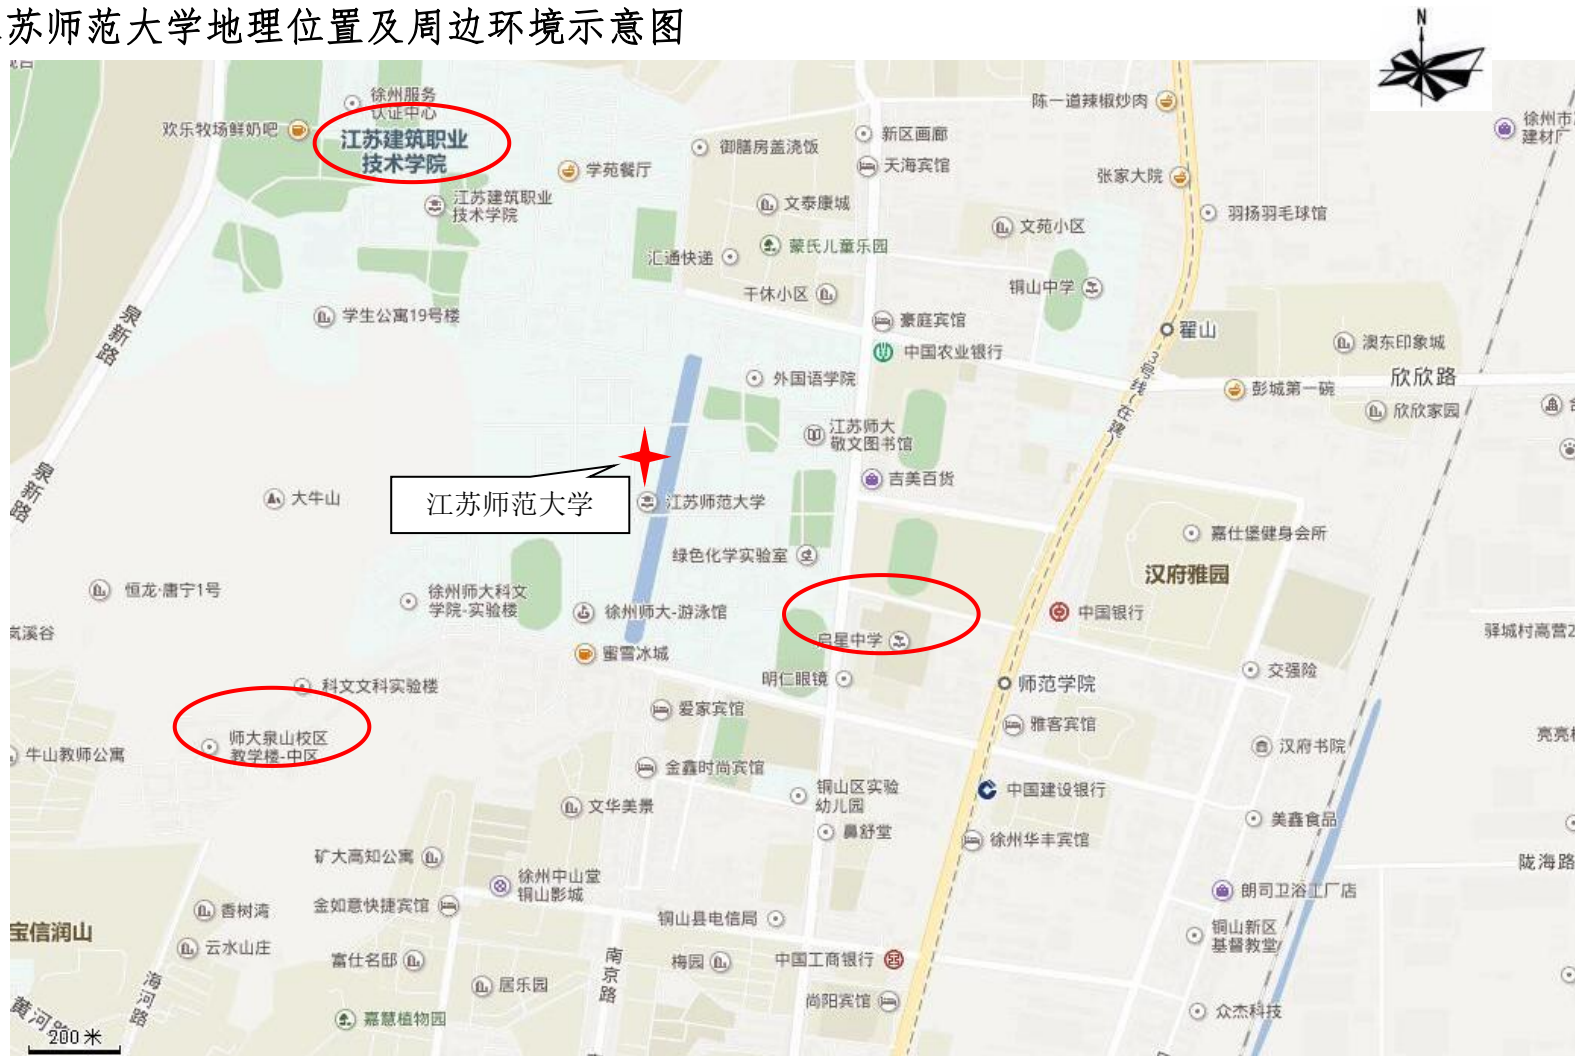 苏师范大学地理位置及周边环境示意图
N
徐州服务
认证中心
欢乐牧场鲜奶吧
江苏建筑职业
技术学院
学苑餐厅
江苏建筑职业
技术学院
御膳房盖浇饭
新区画廊
天海宾馆
陈一道辣椒炒肉
张家大院
徐州市
建材厂
文泰康城
蒙氏儿童乐园
汇通快递
干休小区
文苑小区
羽扬羽毛球馆
铜山中学
泉新路
学生公寓19号楼
豪庭宾馆
中国农业银行
翟山
3号线(在建)
澳东印象城
欣欣路
彭城第一碗
欣欣家园
外国语学院
江苏师大
敬文图书馆
吉美百货
泉新路
大牛山
江苏师范大学
江苏师范大学
绿色化学实验室
嘉仕堡健身会所
汉府雅园
恒龙·唐宁1号
徐州师大科文
学院-实验楼
徐州师大-游泳馆
启星中学
中国银行
岚溪谷
驿城村高营2
蜜雪冰城
明仁眼镜
师范学院
交强险
科文文科实验楼
爱家宾馆
雅客宾馆
师大泉山校区
教学楼-中区
牛山教师公寓
汉府书院
亮亮
金鑫时尚宾馆
铜山区实验
幼儿园
中国建设银行
文华美景
鼻舒堂
徐州华丰宾馆
美鑫食品
矿大高知公寓
徐州中山堂
铜山影城
陇海路
朗司卫浴工厂店
香树湾
金如意快捷宾馆
铜山县电信局
铜山新区
基督教堂
宝信润山
云水山庄
富仕名邸
南京路
梅园
中国工商银行
海河路
居乐园
尚阳宾馆
众杰科技
黄河路
嘉慧植物园
200米